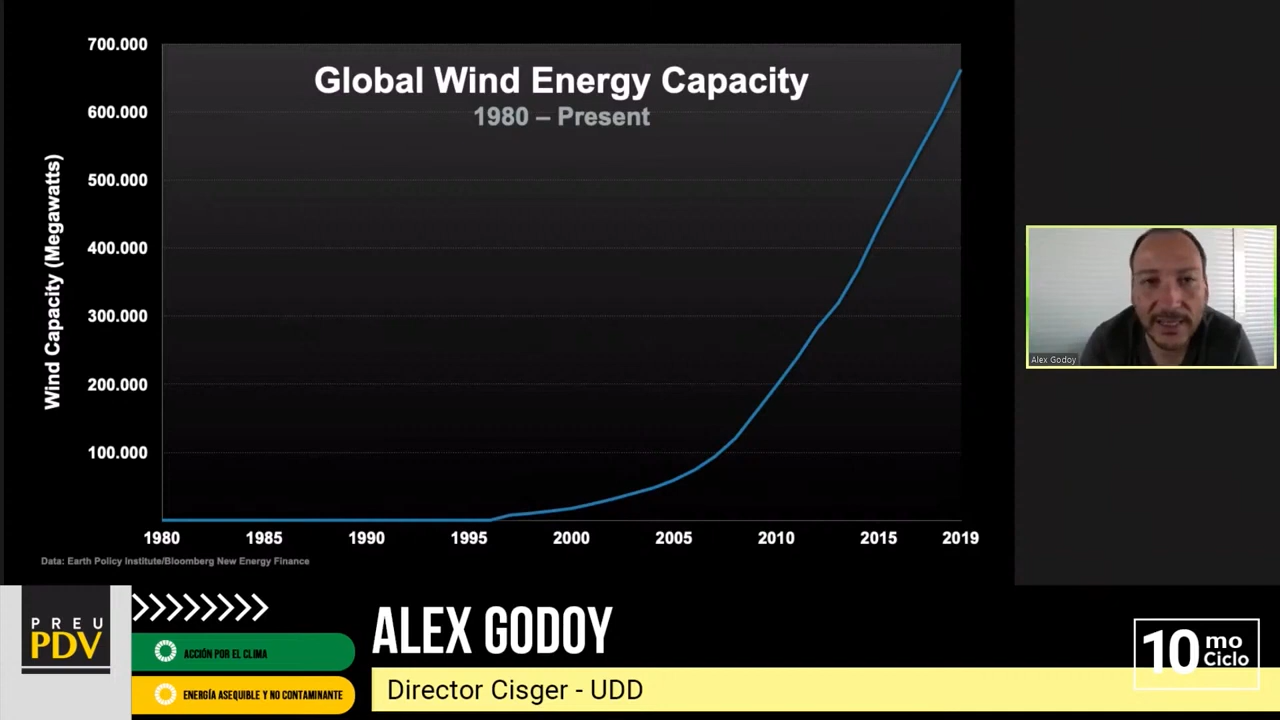 Global Wind Energy Capacity
1980 – Present
Wind Capacity (Megawatts)
700.000
600.000
500.000
400.000
300.000
200.000
100.000
1980 1985 1990 1995 2000 2005 2010 2015 2019
Data: Earth Policy Institute/Bloomberg New Energy Finance
Alex Godoy
PREU
PDV
ACCIÓN POR EL CLIMA
ENERGÍA ASEQUIBLE Y NO CONTAMINANTE
ALEX GODOY
Director Cisger - UDD
10 mo
Ciclo